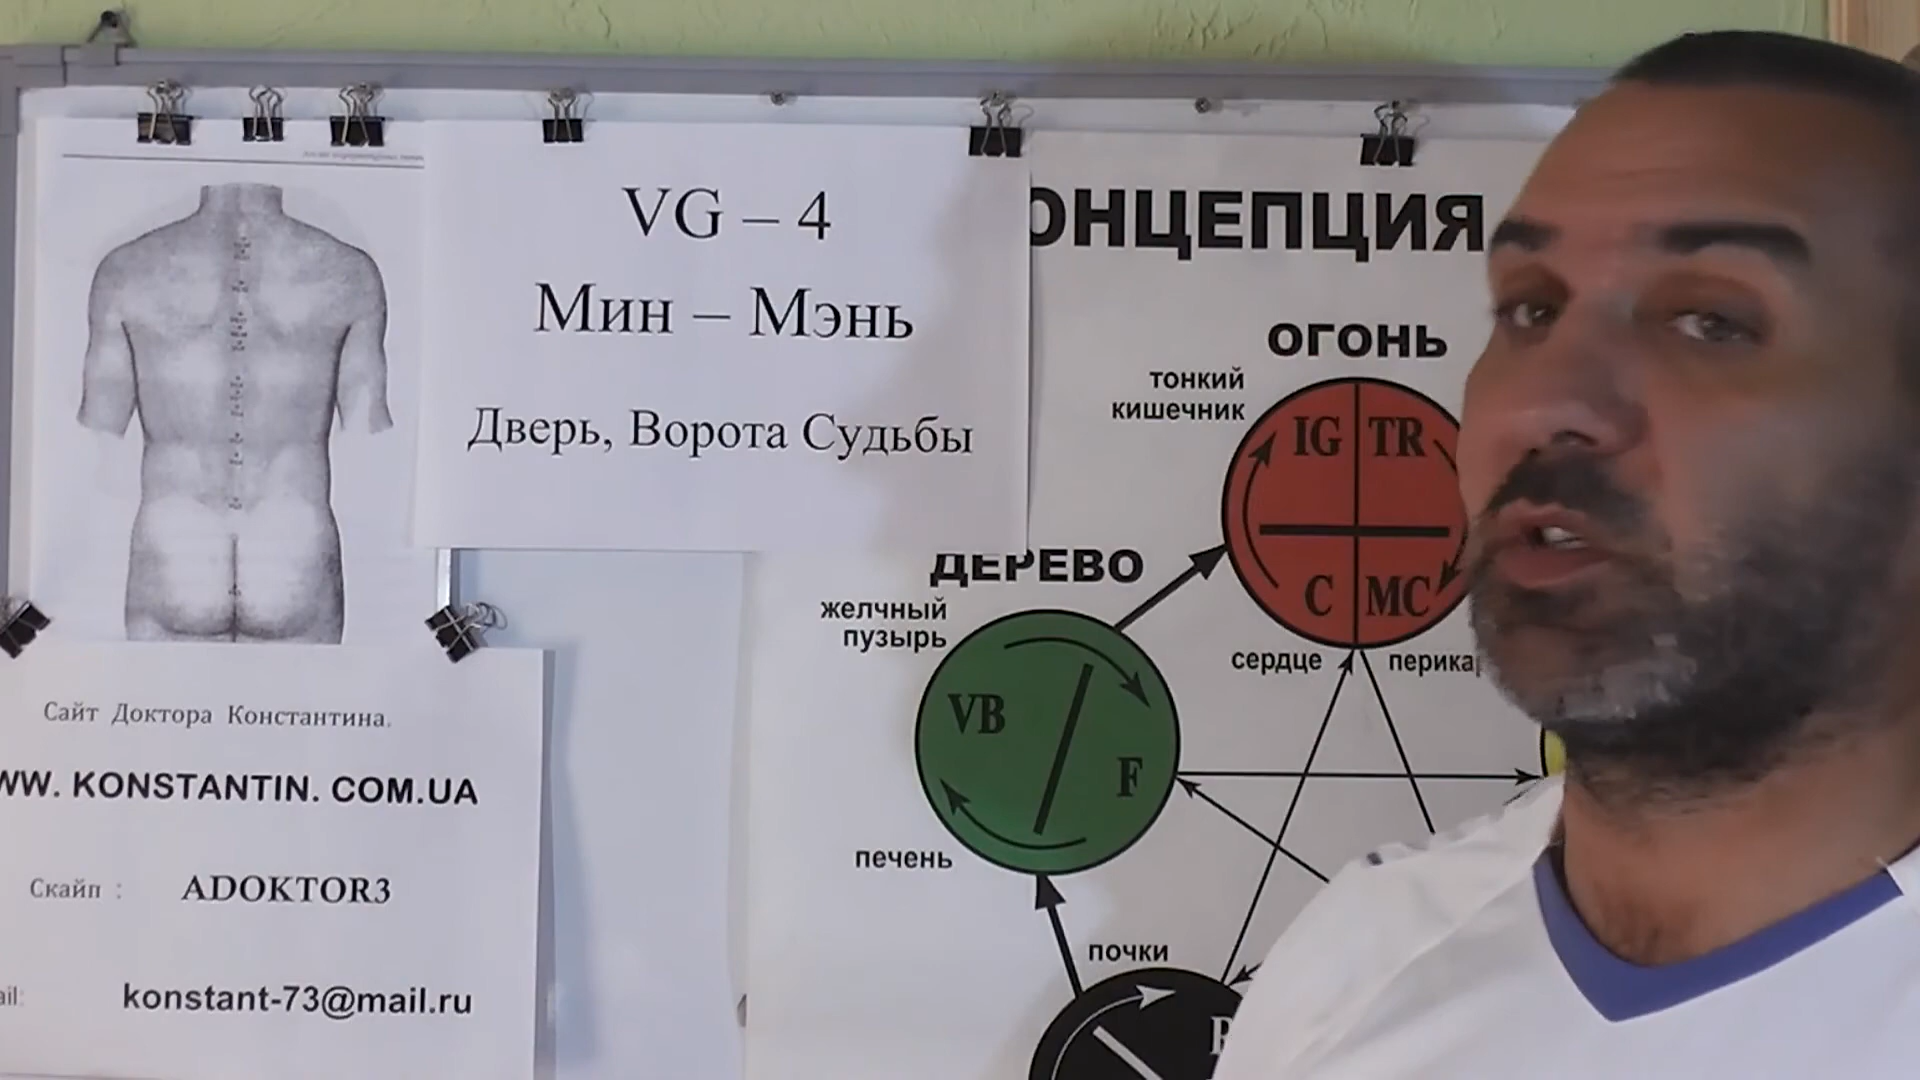 VG – 4
Мин – Мэнь
Дверь, Ворота Судьбы
ОНЦЕПЦИЯ
ОГОНЬ
тонкий
кишечник
IG TR
C MC
сердце
ДЕРЕВО
желчный
пузырь
VB
F
печень
почки
Сайт Доктора Константина.
WW. KONSTANTIN. COM.UA
Скайп : ADOKTOR3
ail: konstant-73@mail.ru